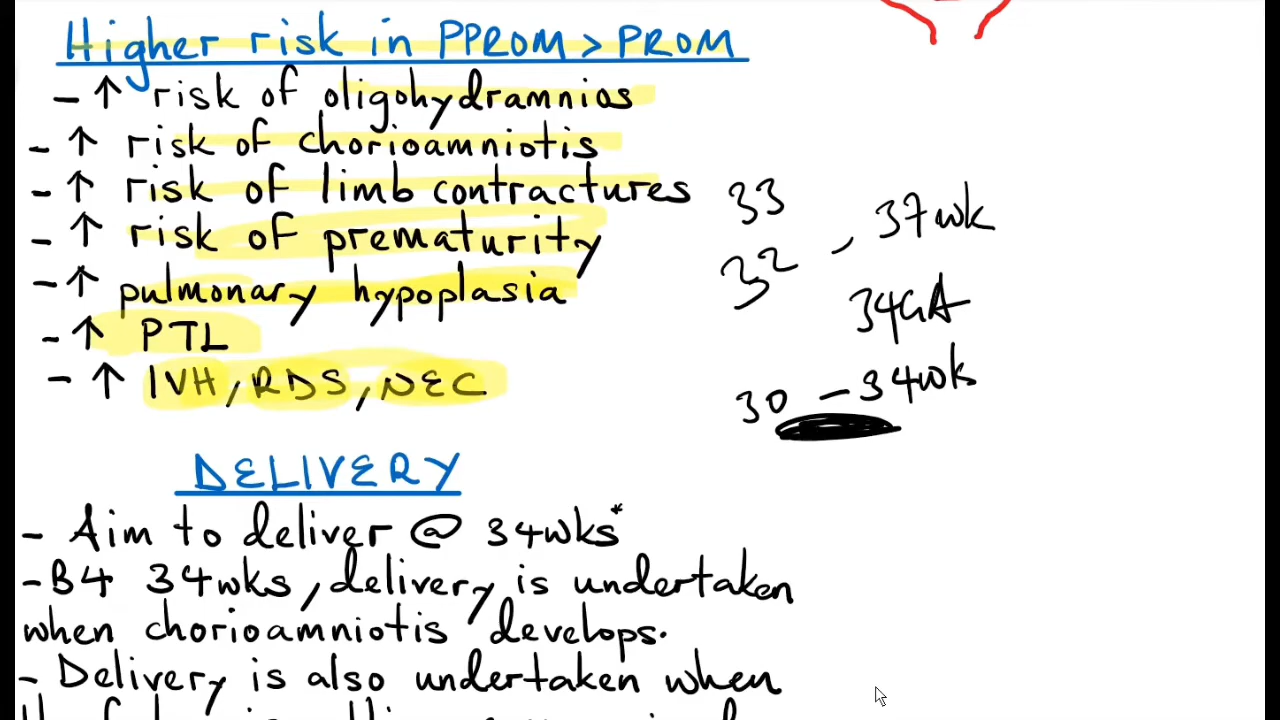 Higher risk in PPROM > PROM
- ↑ risk of oligohydramnios
- ↑ risk of chorioamniotis
- ↑ risk of limb contractures
- ↑ risk of prematurity
- ↑ pulmonary hypoplasia
- ↑ PTL
- ↑ IVH, RDS, NEC
33
32, 37wk
34GA
30 - 34wks
DELIVERY
- Aim to deliver @ 34wks*
- B4 34wks, delivery is undertaken
when chorioamniotis develops.
- Delivery is also undertaken when